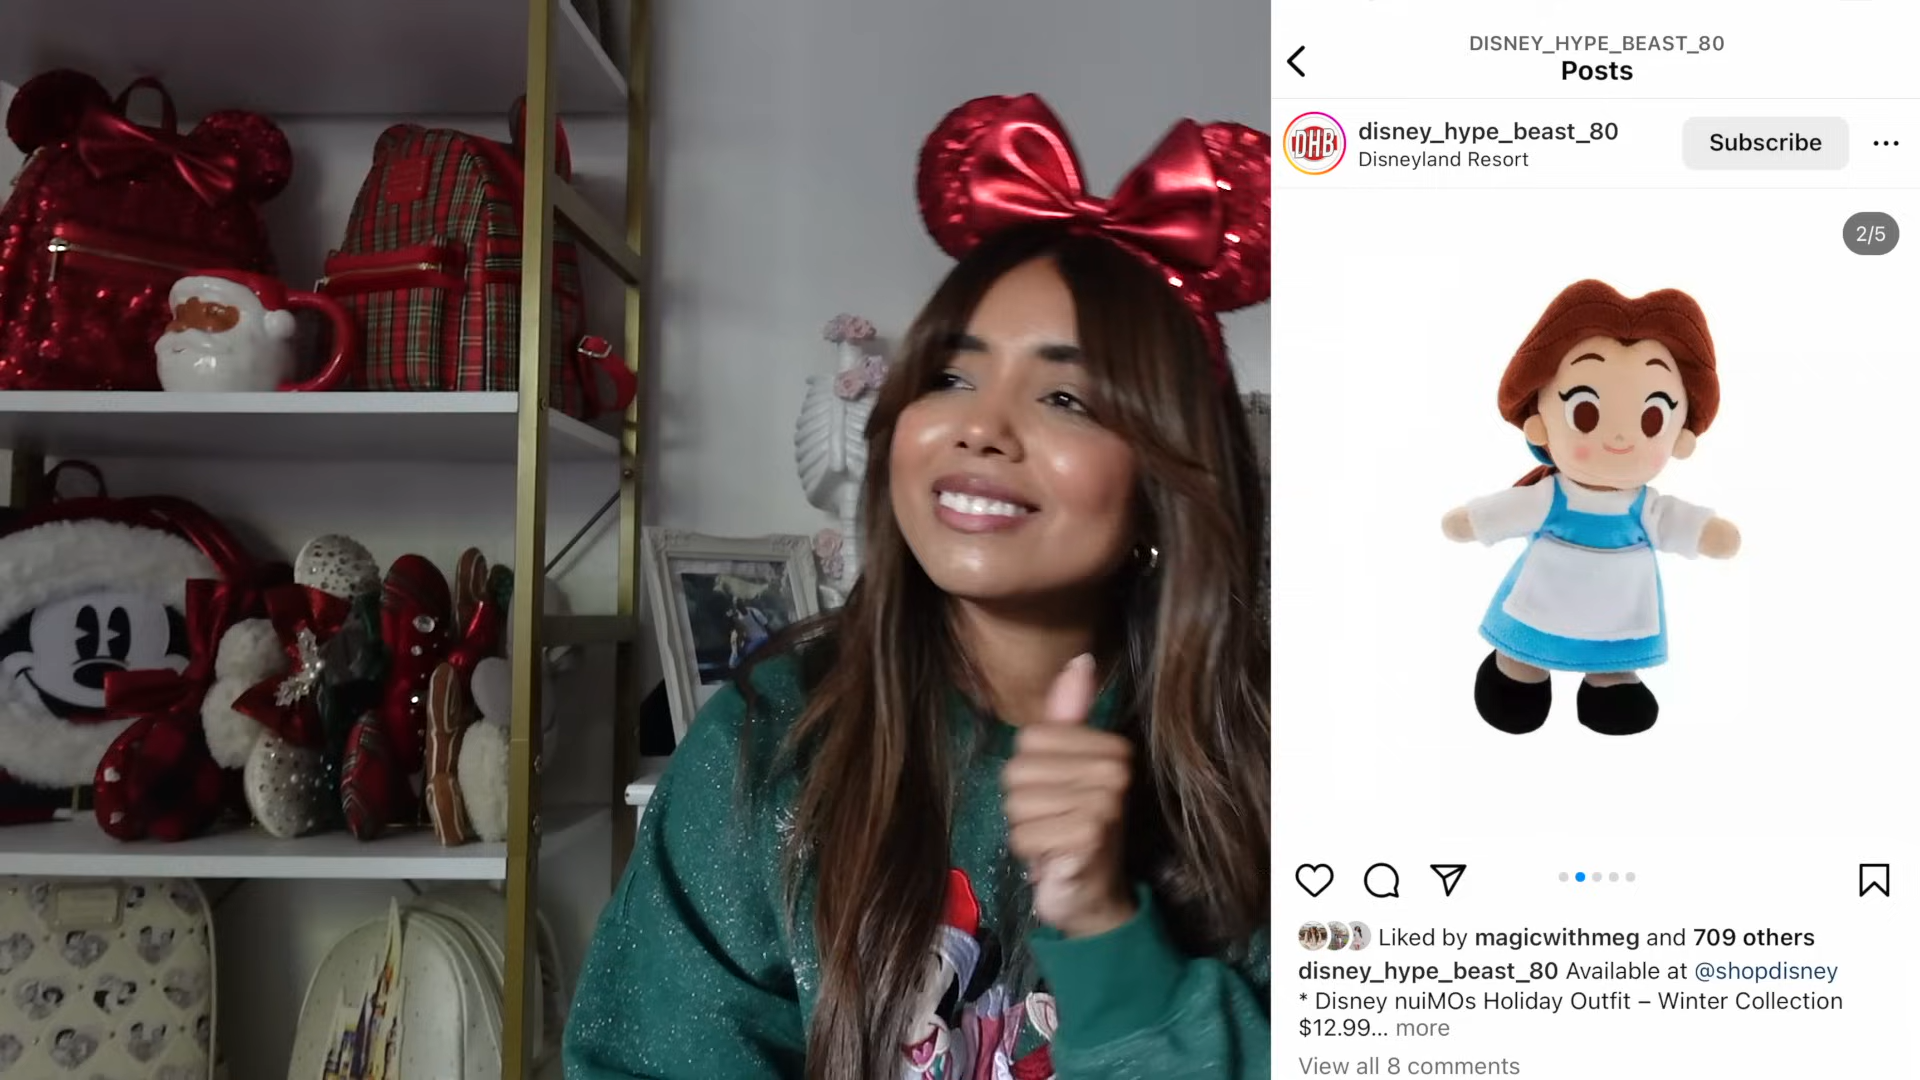 DISNEY_HYPE_BEAST_80
Posts
DHB
disney_hype_beast_80
Disneyland Resort
Subscribe
2/5
Liked by magicwithmeg and 709 others
disney_hype_beast_80 Available at @shopdisney
* Disney nuiMOs Holiday Outfit – Winter Collection
$12.99... more
View all 8 comments